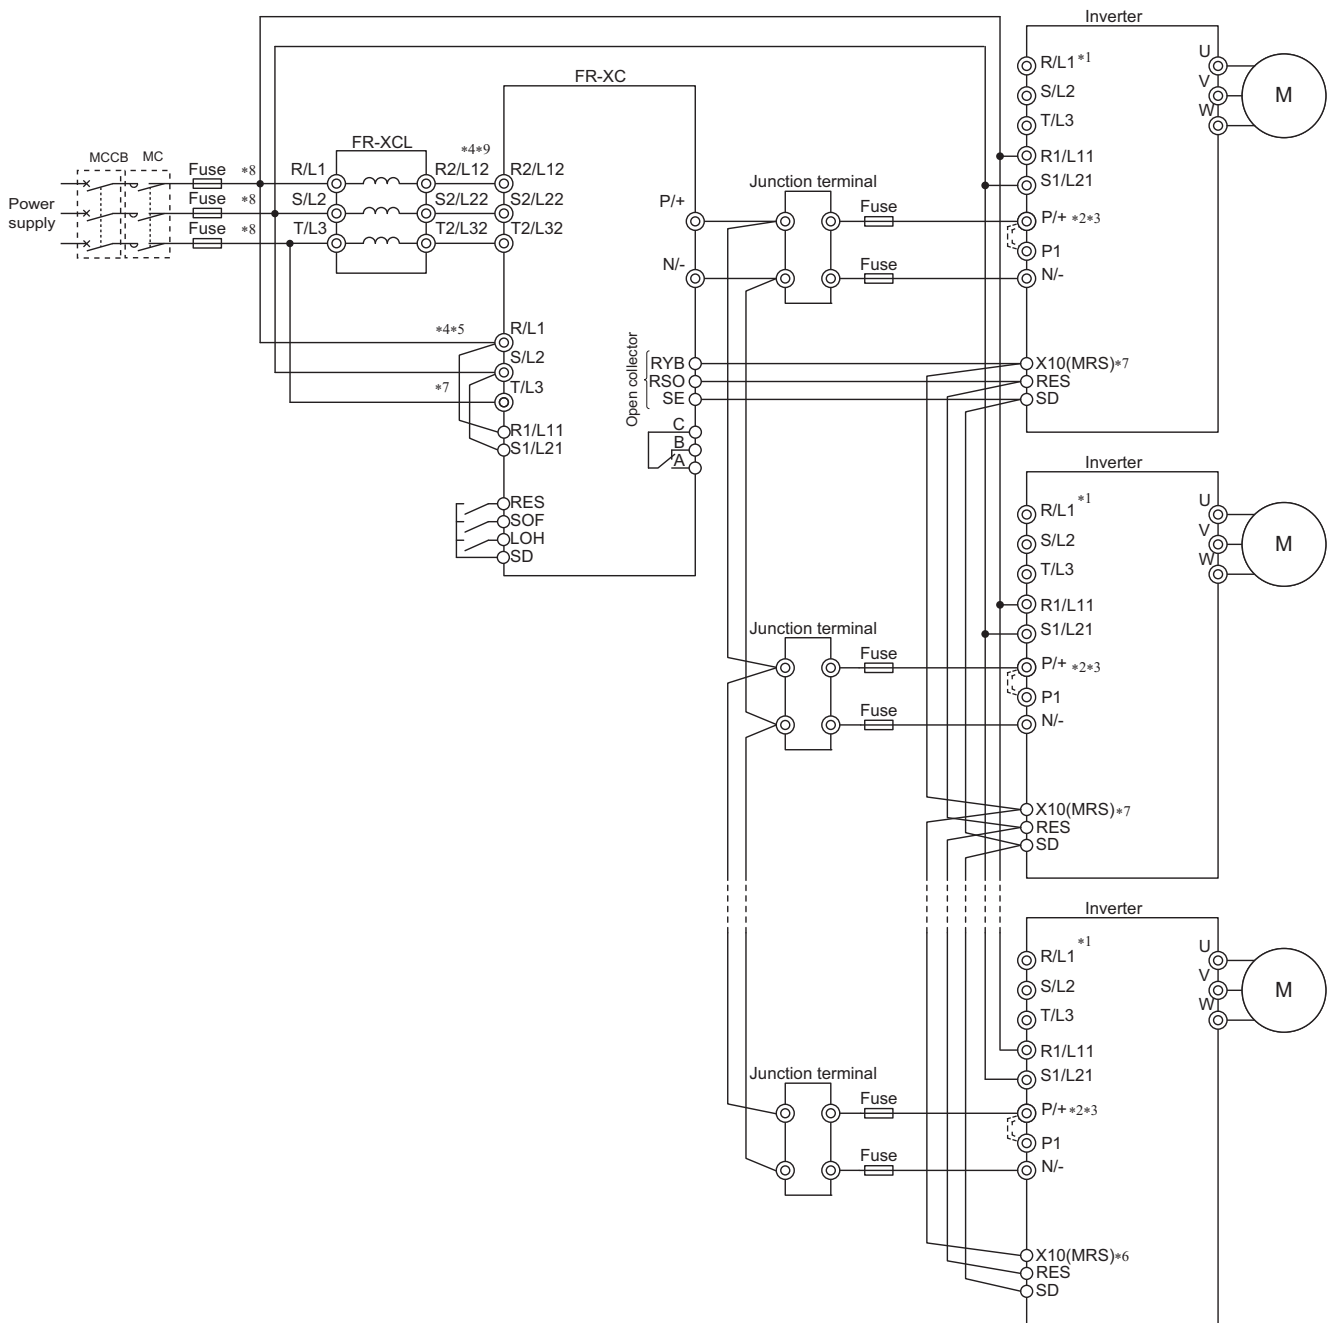 Inverter
R/L1 *1
S/L2
T/L3
R1/L11
S1/L21
P/+ *2*3
P1
N/-
X10(MRS)*7
RES
SD
U
V
W
M
FR-XC
FR-XCL
MCCB MC
Power
supply
Fuse *8
Fuse *8
Fuse *8
R/L1
S/L2
T/L3
*4*9
R2/L12
S2/L22
T2/L32
R2/L12
S2/L22
T2/L32
*4*5
*7
R/L1
S/L2
T/L3
R1/L11
S1/L21
RES
SOF
LOH
SD
P/+
N/-
Open collector
RYB
RSO
SE
C
B
A
Junction terminal
Fuse
Fuse
Inverter
R/L1 *1
S/L2
T/L3
R1/L11
S1/L21
P/+ *2*3
P1
N/-
X10(MRS)*7
RES
SD
U
V
W
M
Junction terminal
Fuse
Fuse
Inverter
R/L1 *1
S/L2
T/L3
R1/L11
S1/L21
P/+ *2*3
P1
N/-
X10(MRS)*6
RES
SD
U
V
W
M
Junction terminal
Fuse
Fuse